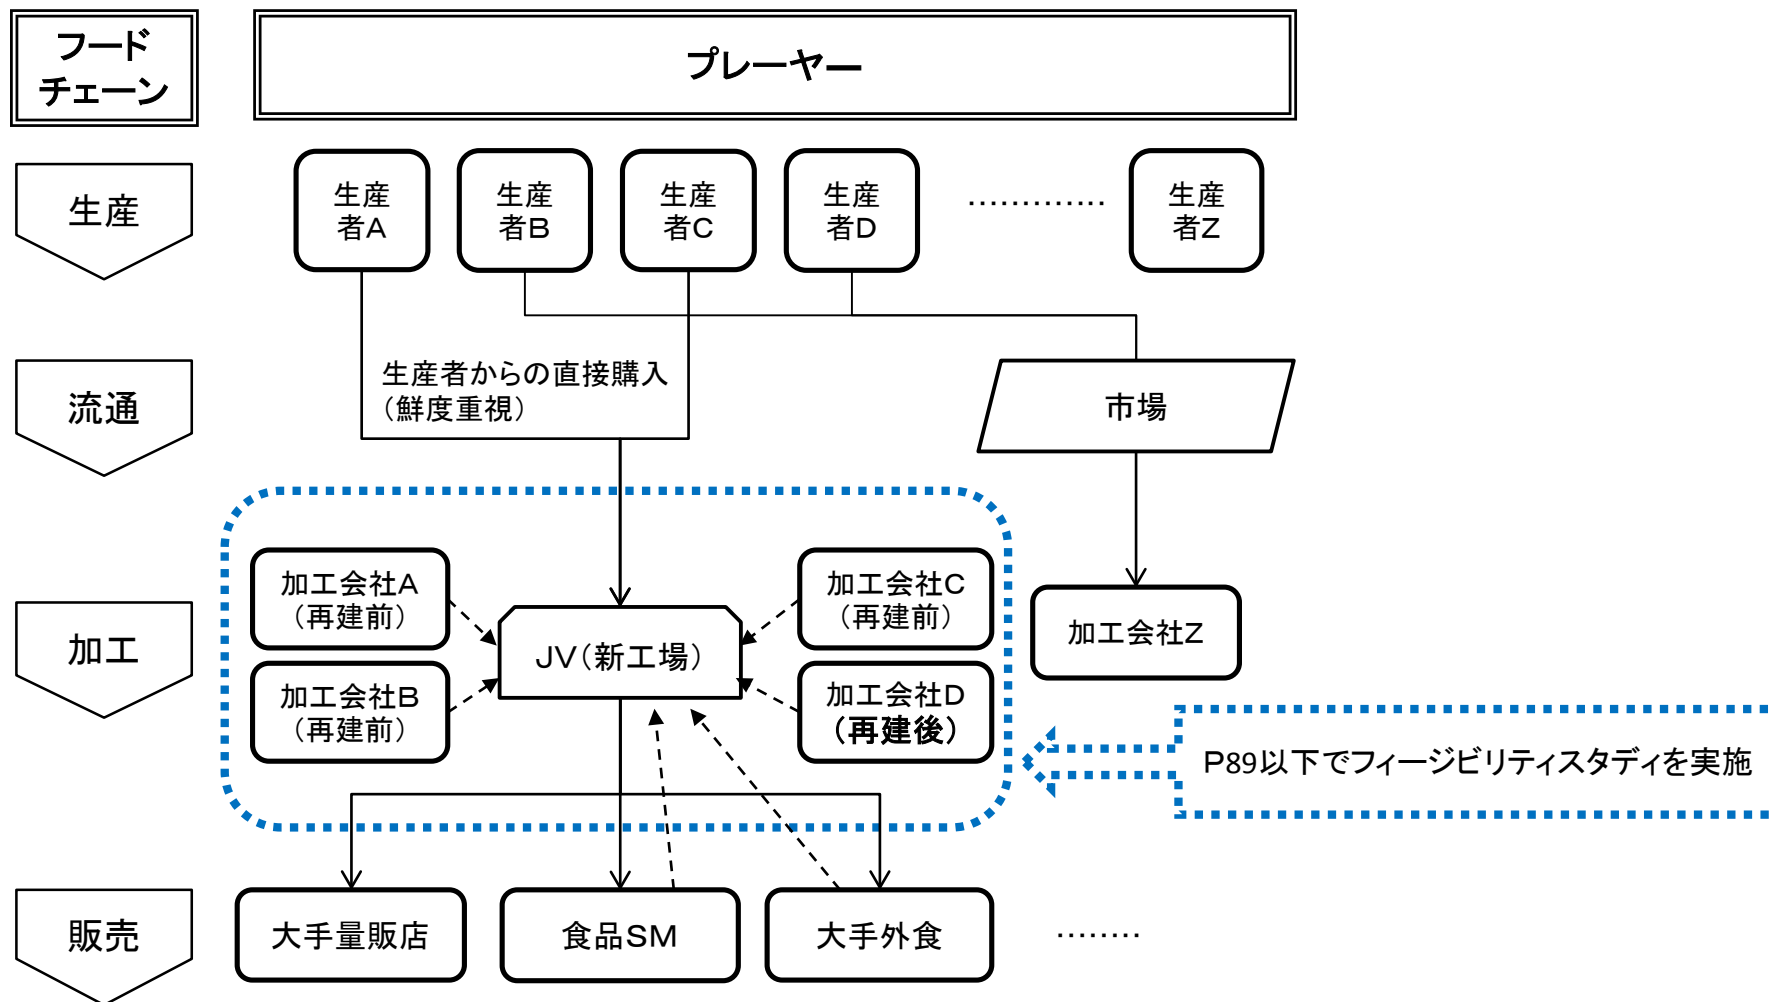 フード
チェーン
プレーヤー
生産
生産
者A
生産
者B
生産
者C
生産
者D
‥‥‥‥‥‥‥
生産
者Z
流通
生産者からの直接購入
（鮮度重視）
市場
加工
加工会社A
（再建前）
加工会社B
（再建前）
JV（新工場）
加工会社C
（再建前）
加工会社D
（再建後）
加工会社Z
P89以下でフィージビリティスタディを実施
販売
大手量販店
食品SM
大手外食
‥‥‥‥